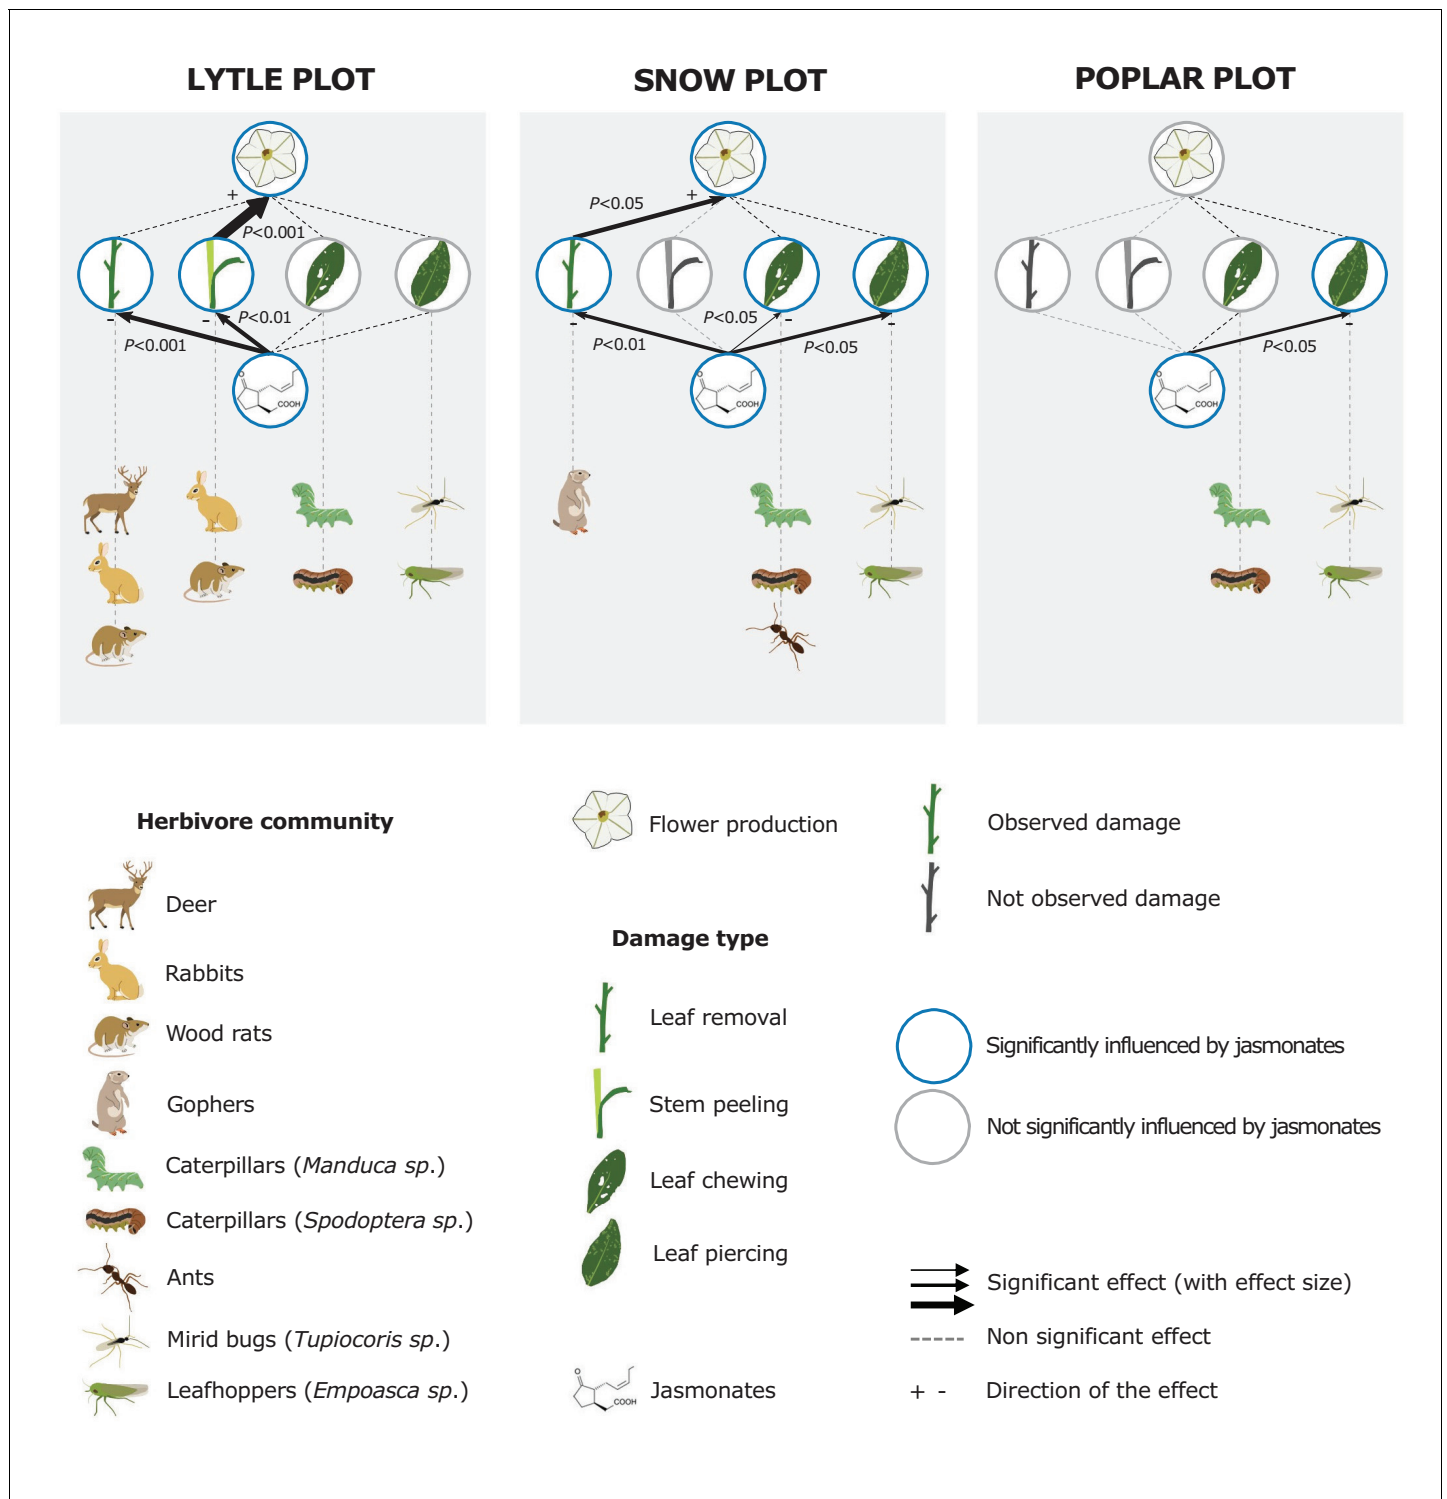 LYTLE PLOT
+
P<0.001
-
-
P<0.01
P<0.001
O
COOH
SNOW PLOT
P<0.05
+
-
P<0.05
-
-
P<0.01
P<0.05
O
COOH
POPLAR PLOT
-
P<0.05
O
COOH
Herbivore community
Deer
Rabbits
Wood rats
Gophers
Caterpillars (Manduca sp.)
Caterpillars (Spodoptera sp.)
Ants
Mirid bugs (Tupiocoris sp.)
Leafhoppers (Empoasca sp.)
Flower production
Damage type
Leaf removal
Stem peeling
Leaf chewing
Leaf piercing
O
COOH
Jasmonates
Observed damage
Not observed damage
Significantly influenced by jasmonates
Not significantly influenced by jasmonates
Significant effect (with effect size)
Non significant effect
+ - Direction of the effect